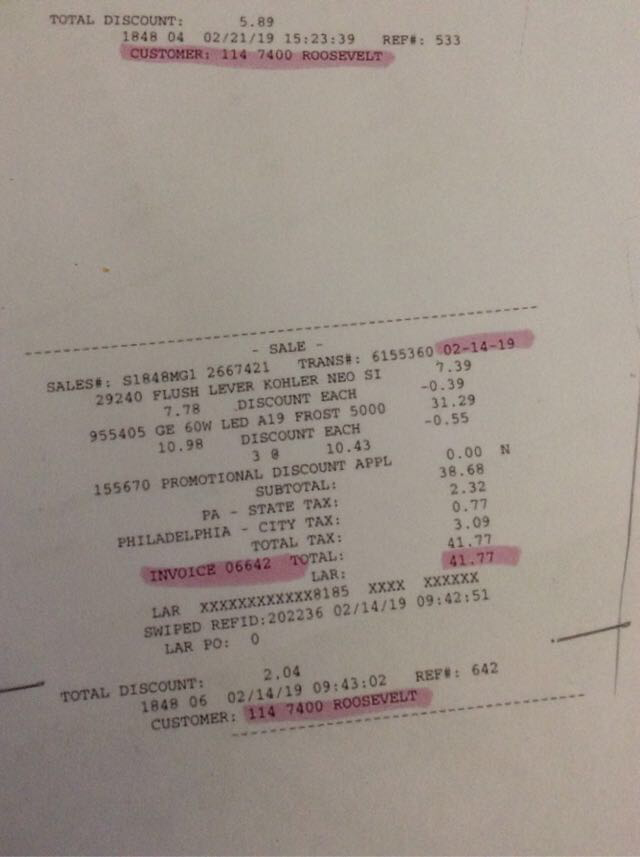 TOTAL DISCOUNT: 5.89
1848 04 02/21/19 15:23:39 REF#: 533
CUSTOMER: 114 7400 ROOSEVELT
- SALE -
SALES#: S1848MG1 2667421 TRANS#: 6155360 02-14-19
29240 FLUSH LEVER KOHLER NEO SI 7.39
7.78 DISCOUNT EACH -0.39
955405 GE 60W LED A19 FROST 5000 31.29
10.98 DISCOUNT EACH -0.55
3 @ 10.43
155670 PROMOTIONAL DISCOUNT APPL 0.00 N
SUBTOTAL: 38.68
PA - STATE TAX: 2.32
PHILADELPHIA - CITY TAX: 0.77
TOTAL TAX: 3.09
INVOICE 06642 TOTAL: 41.77
LAR: 41.77
LAR XXXXXXXXXXXX8185 XXXX XXXXXX
SWIPED REFID:202236 02/14/19 09:42:51
LAR PO: 0
TOTAL DISCOUNT: 2.04
1848 06 02/14/19 09:43:02 REF#: 642
CUSTOMER: 114 7400 ROOSEVELT